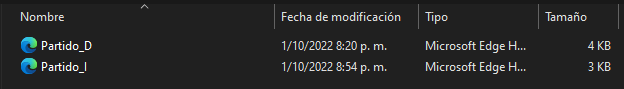 Nombre Fecha de modificación Tipo Tamaño
Partido_D 1/10/2022 8:20 p. m. Microsoft Edge H... 4 KB
Partido_I 1/10/2022 8:54 p. m. Microsoft Edge H... 3 KB